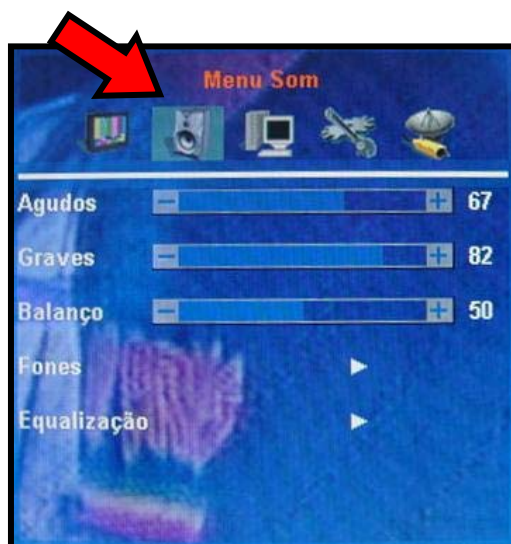 Menu Som
Agudos 67
Graves 82
Balanço 50
Fones
Equalização